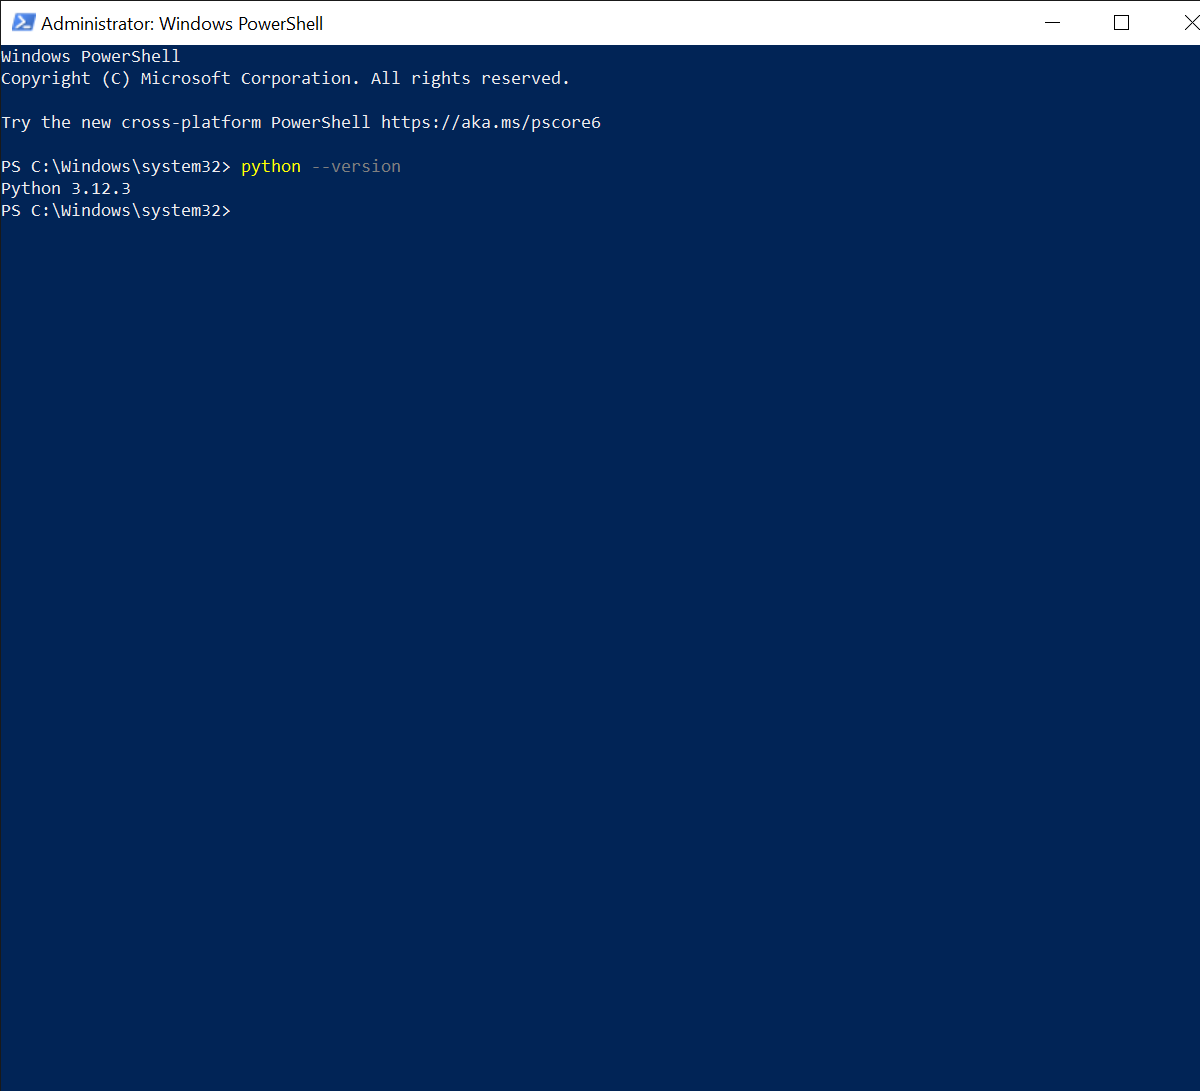 Administrator: Windows PowerShell
Windows PowerShell
Copyright (C) Microsoft Corporation. All rights reserved.
Try the new cross-platform PowerShell https://aka.ms/pscore6
PS C:\Windows\system32> python --version
Python 3.12.3
PS C:\Windows\system32>